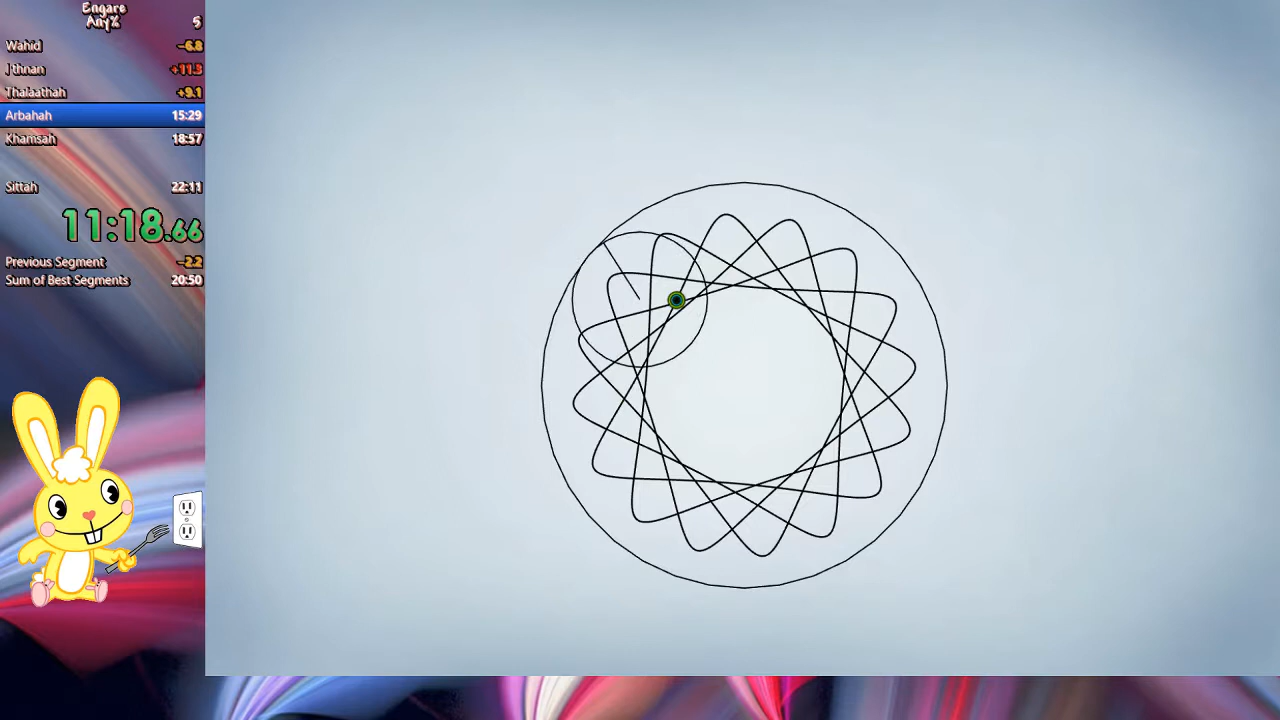 Engare
Any% 5
Wahid -6.8
I'thnan +11.3
Thalaathah +9.1
Arbahah 15:29
Khamsah 18:57
Sittah 22:11
11:18.66
Previous Segment -2.2
Sum of Best Segments 20:50